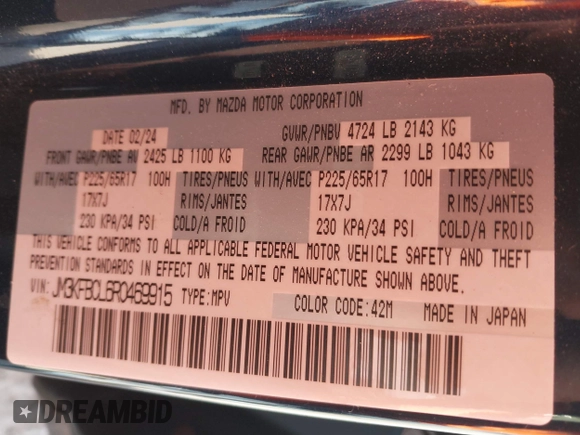 MFD. BY MAZDA MOTOR CORPORATION
DATE 02/24 GVWR/PNBV 4724 LB 2143 KG
FRONT GAWR/PNBE AV 2425 LB 1100 KG REAR GAWR/PNBE AR 2299 LB 1043 KG
WITH/AVEC P225/65R17 100H TIRES/PNEUS WITH/AVEC P225/65R17 100H TIRES/PNEUS
17X7J RIMS/JANTES 17X7J RIMS/JANTES
230 KPA/34 PSI COLD/A FROID 230 KPA/34 PSI COLD/A FROID
THIS VEHICLE CONFORMS TO ALL APPLICABLE FEDERAL MOTOR VEHICLE SAFETY AND THEFT
PREVENTION STANDARDS IN EFFECT ON THE DATE OF MANUFACTURE SHOWN ABOVE.
VIN: JM3KFBCL6R0469915 TYPE:MPV COLOR CODE:42M MADE IN JAPAN
DREAMBID